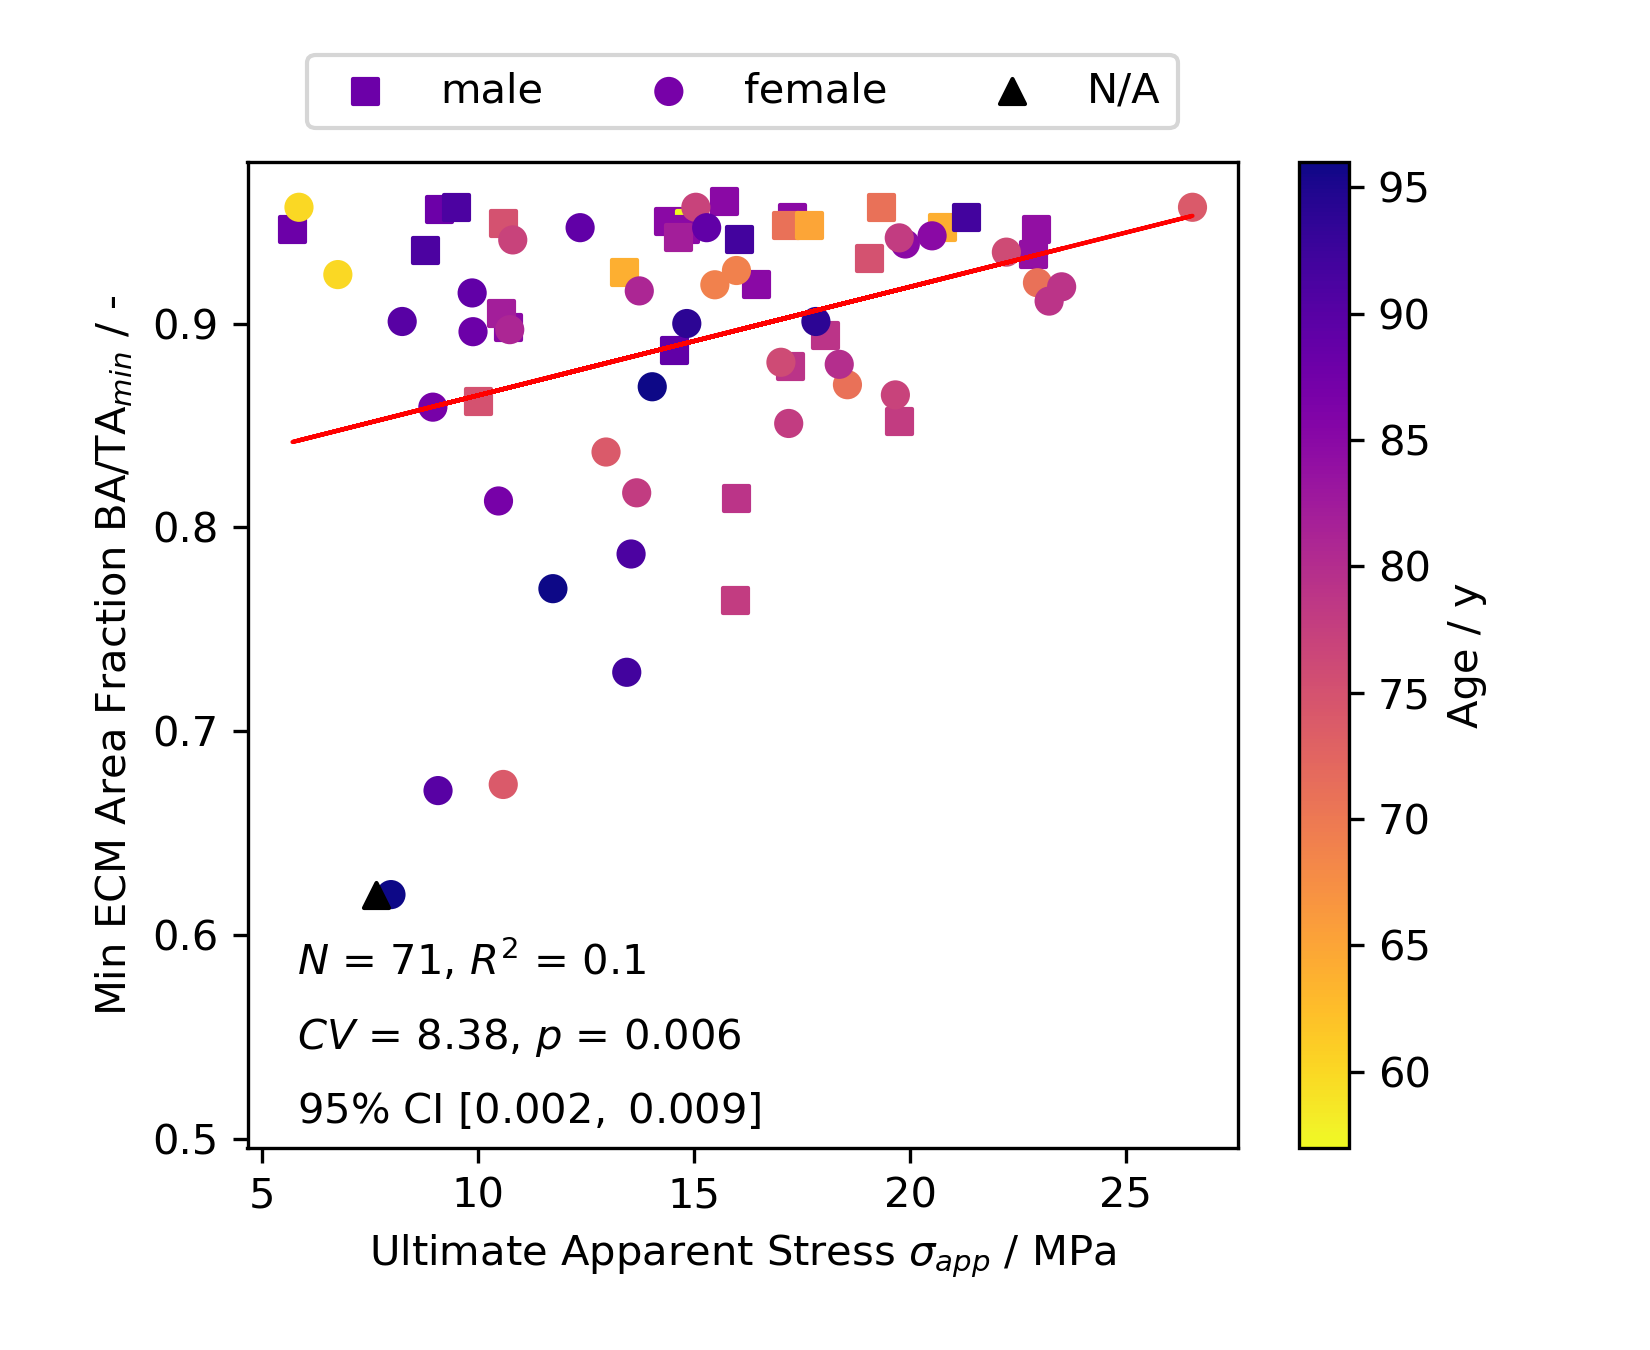 male female N/A
Min ECM Area Fraction BA/TA_min / -
0.9
0.8
0.7
0.6
0.5
N = 71, R² = 0.1
CV = 8.38, p = 0.006
95% CI [0.002, 0.009]
5 10 15 20 25
Ultimate Apparent Stress σ_app / MPa
95
90
85
80
75
70
65
60
Age / y